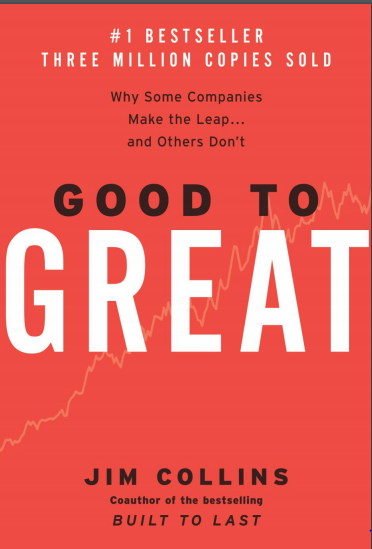 #1 BESTSELLER
THREE MILLION COPIES SOLD
Why Some Companies
Make the Leap...
and Others Don't
GOOD TO
GREAT
JIM COLLINS
Coauthor of the bestselling
BUILT TO LAST